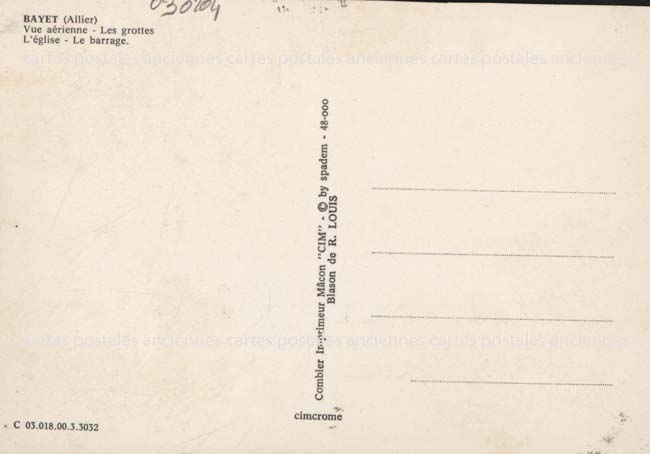 030204
BAYET (Allier)
Vue aérienne - Les grottes
L'église - Le barrage.
cartes postales anciennes cartes postales anciennes cartes postales anciennes
Combier Imprimeur Mâcon "CIM" - © by spadem - 48-000
Blason de R. LOUIS
cartes postales anciennes cartes postales anciennes cartes postales anciennes
cimcrome
C 03.018.00.3.3032